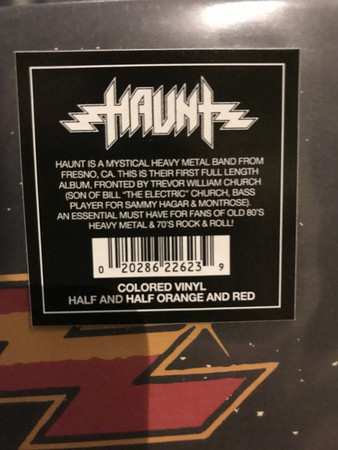 HAUNT
HAUNT IS A MYSTICAL HEAVY METAL BAND FROM
FRESNO, CA. THIS IS THEIR FIRST FULL LENGTH
ALBUM, FRONTED BY TREVOR WILLIAM CHURCH
(SON OF BILL "THE ELECTRIC" CHURCH, BASS
PLAYER FOR SAMMY HAGAR & MONTROSE).
AN ESSENTIAL MUST HAVE FOR FANS OF OLD 80'S
HEAVY METAL & 70'S ROCK & ROLL!
0 20286 22623 9
COLORED VINYL
HALF AND HALF ORANGE AND RED